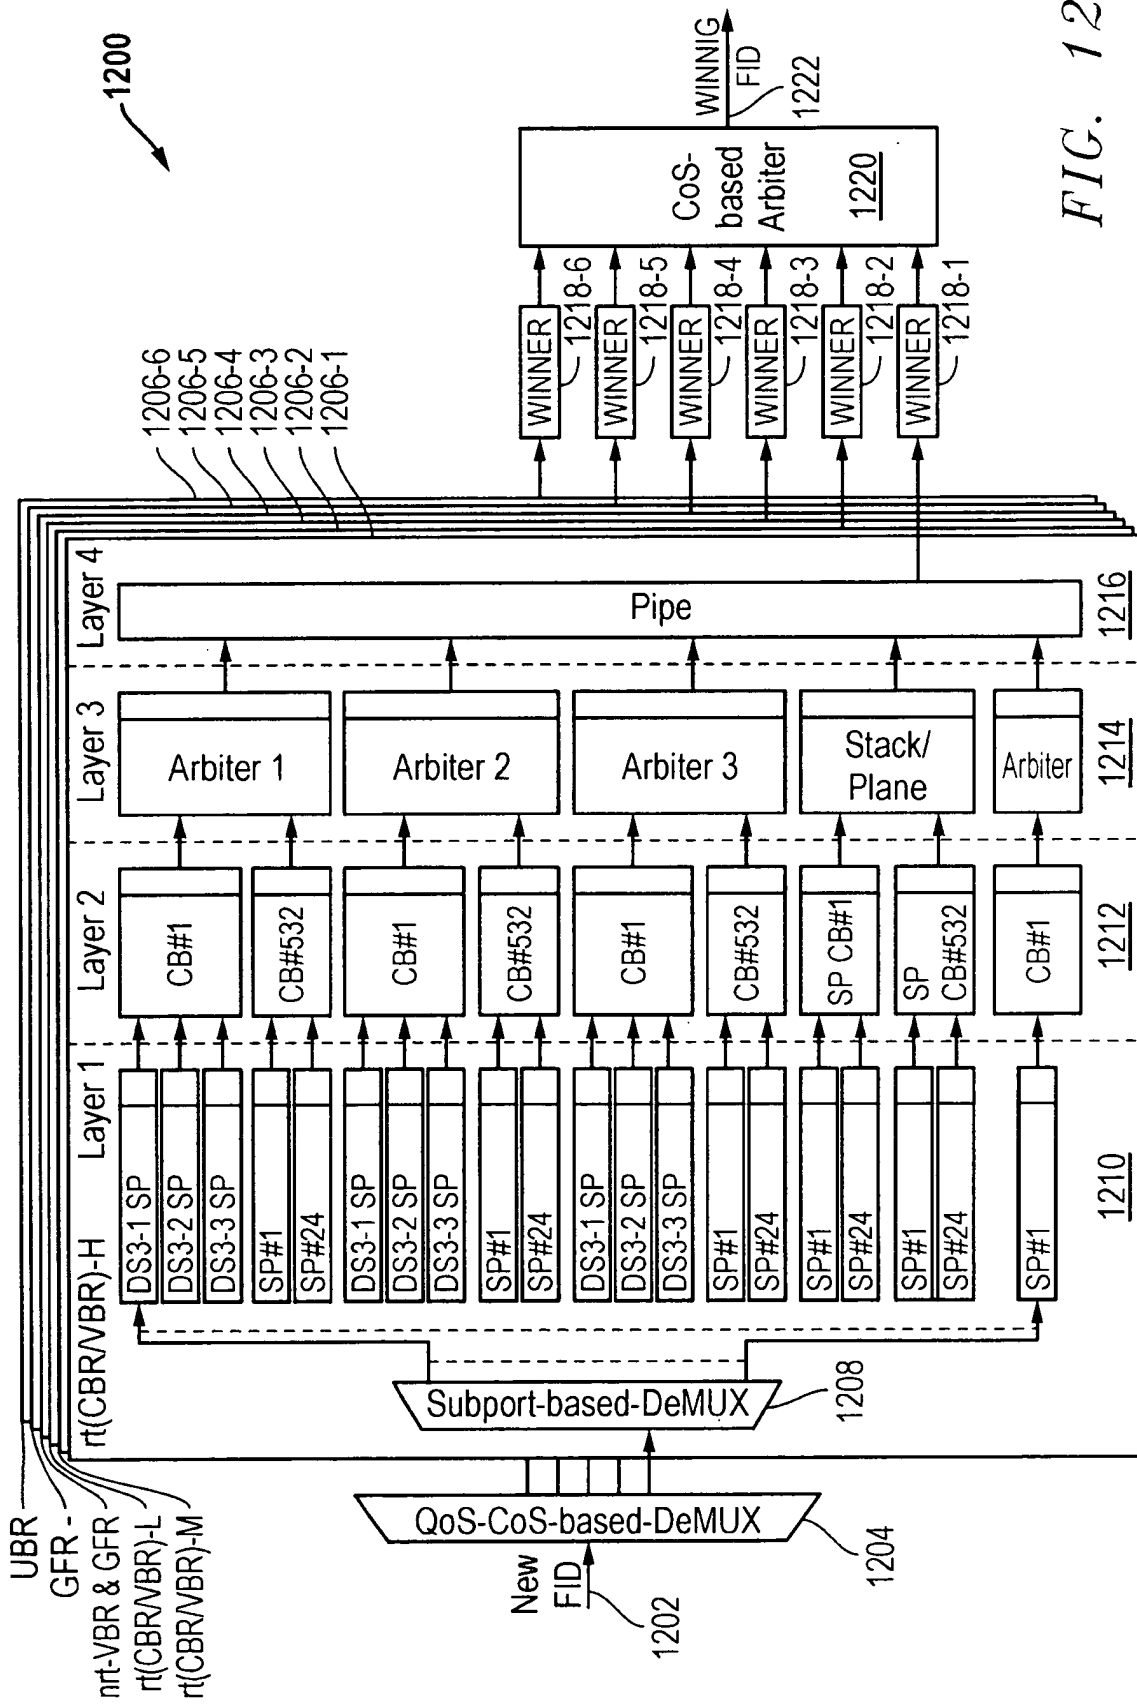 1200
UBR
GFR -
nrt-VBR & GFR
rt(CBR/VBR)-L
rt(CBR/VBR)-M
rt(CBR/VBR)-H
1206-6
1206-5
1206-4
1206-3
1206-2
1206-1
Layer 1
Layer 2
Layer 3
Layer 4
New
FID
1202
QoS-CoS-based-DeMUX
1204
Subport-based-DeMUX
1208
DS3-1 SP
DS3-2 SP
DS3-3 SP
SP#1
SP#24
DS3-1 SP
DS3-2 SP
DS3-3 SP
SP#1
SP#24
DS3-1 SP
DS3-2 SP
DS3-3 SP
SP#1
SP#24
SP#1
SP#24
SP#1
SP#24
SP#1
1210
CB#1
CB#532
CB#1
CB#532
CB#1
CB#532
SP CB#1
SP
CB#532
CB#1
1212
Arbiter 1
Arbiter 2
Arbiter 3
Stack/
Plane
Arbiter
1214
Pipe
1216
WINNER
1218-6
WINNER
1218-5
WINNER
1218-4
WINNER
1218-3
WINNER
1218-2
WINNER
1218-1
CoS-
based
Arbiter
1220
WINNIG
FID
1222
FIG. 12